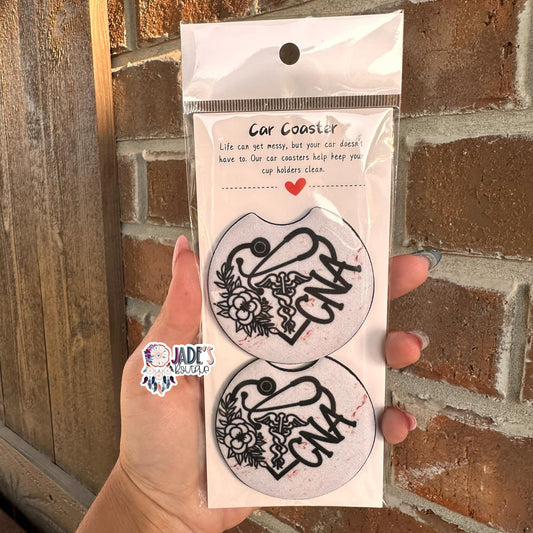 Car Coaster
Life can get messy, but your car doesn't
have to. Our car coasters help keep your
cup holders clean.
CNA
CNA
JADE'S
Boutique